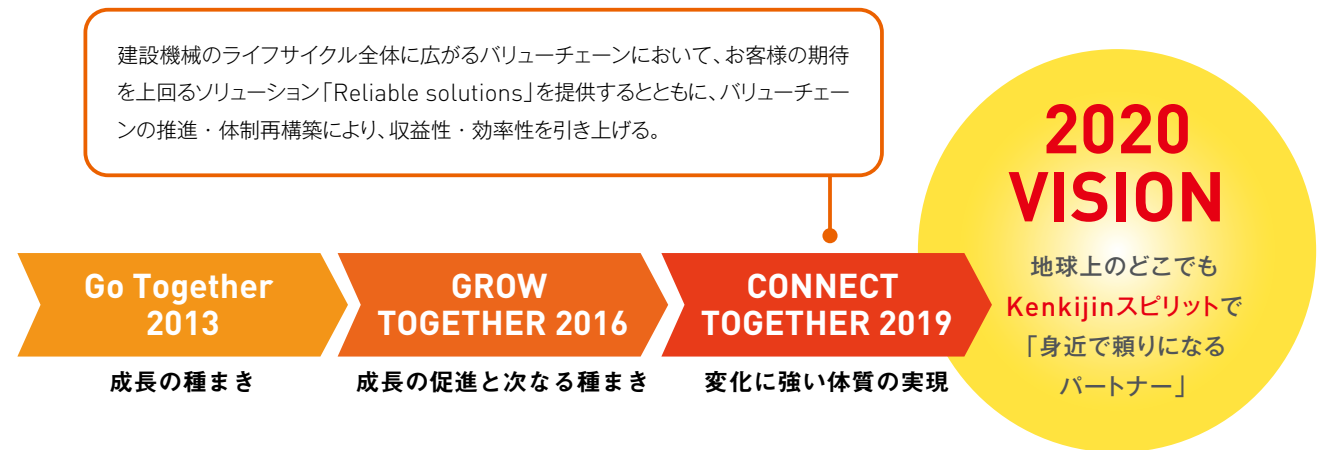 建設機械のライフサイクル全体に広がるバリューチェーンにおいて、お客様の期待
を上回るソリューション「Reliable solutions」を提供するとともに、バリューチェー
ンの推進・体制再構築により、収益性・効率性を引き上げる。
Go Together
2013
成長の種まき
GROW
TOGETHER 2016
成長の促進と次なる種まき
CONNECT
TOGETHER 2019
変化に強い体質の実現
2020
VISION
地球上のどこでも
Kenkijinスピリットで
「身近で頼りになる
パートナー」